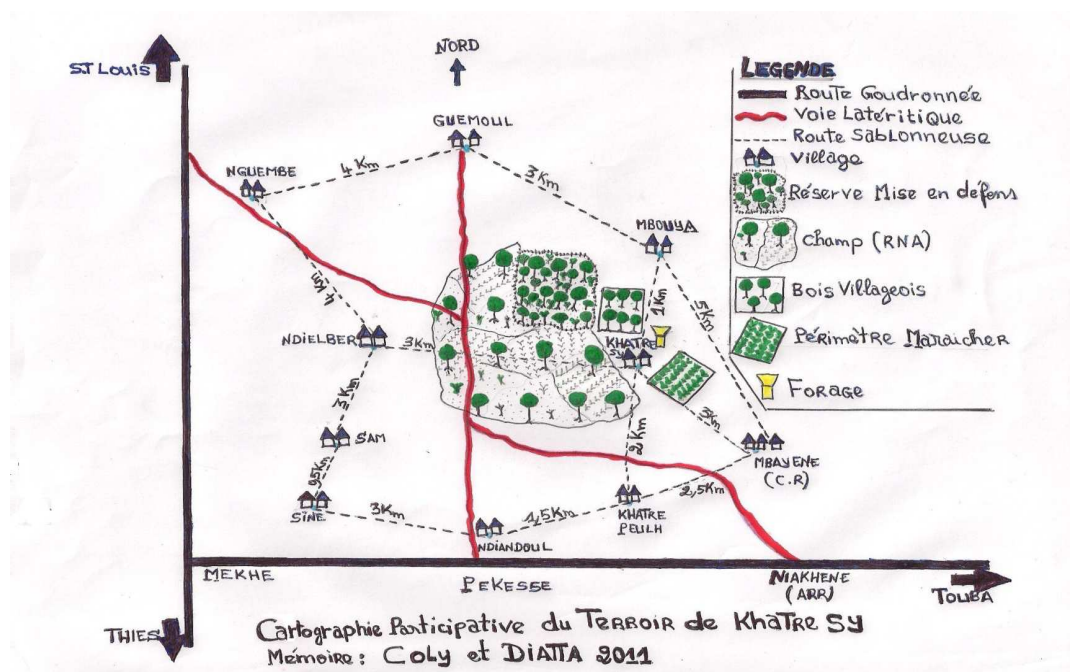 NORD
ST Louis
GUEMOUL
NGUEMBE
4 Km
3 Km
MBOUYA
4 Km
1 Km
5 Km
NDIELBER
3 Km
KHATRE
SY
3 Km
SAM
2 Km
5 Km
MBAYENE
(C.R)
SINE
3 Km
1,5 Km
KHATRE
PEULH
2,5 Km
NDIANDOUL
MEKHE
PEKESSE
NIAKHENE
(ARR)
TOUBA
THIES
LEGENDE
Route Goudronnée
Voie Latéritique
Route Sablonneuse
Village
Réserve Mise en défens
Champ (RNA)
Bois Villageois
Périmètre Maraicher
Forage
Cartographie Participative du Terroir de Khatre Sy
Mémoire : Coly et DIATTA 2011